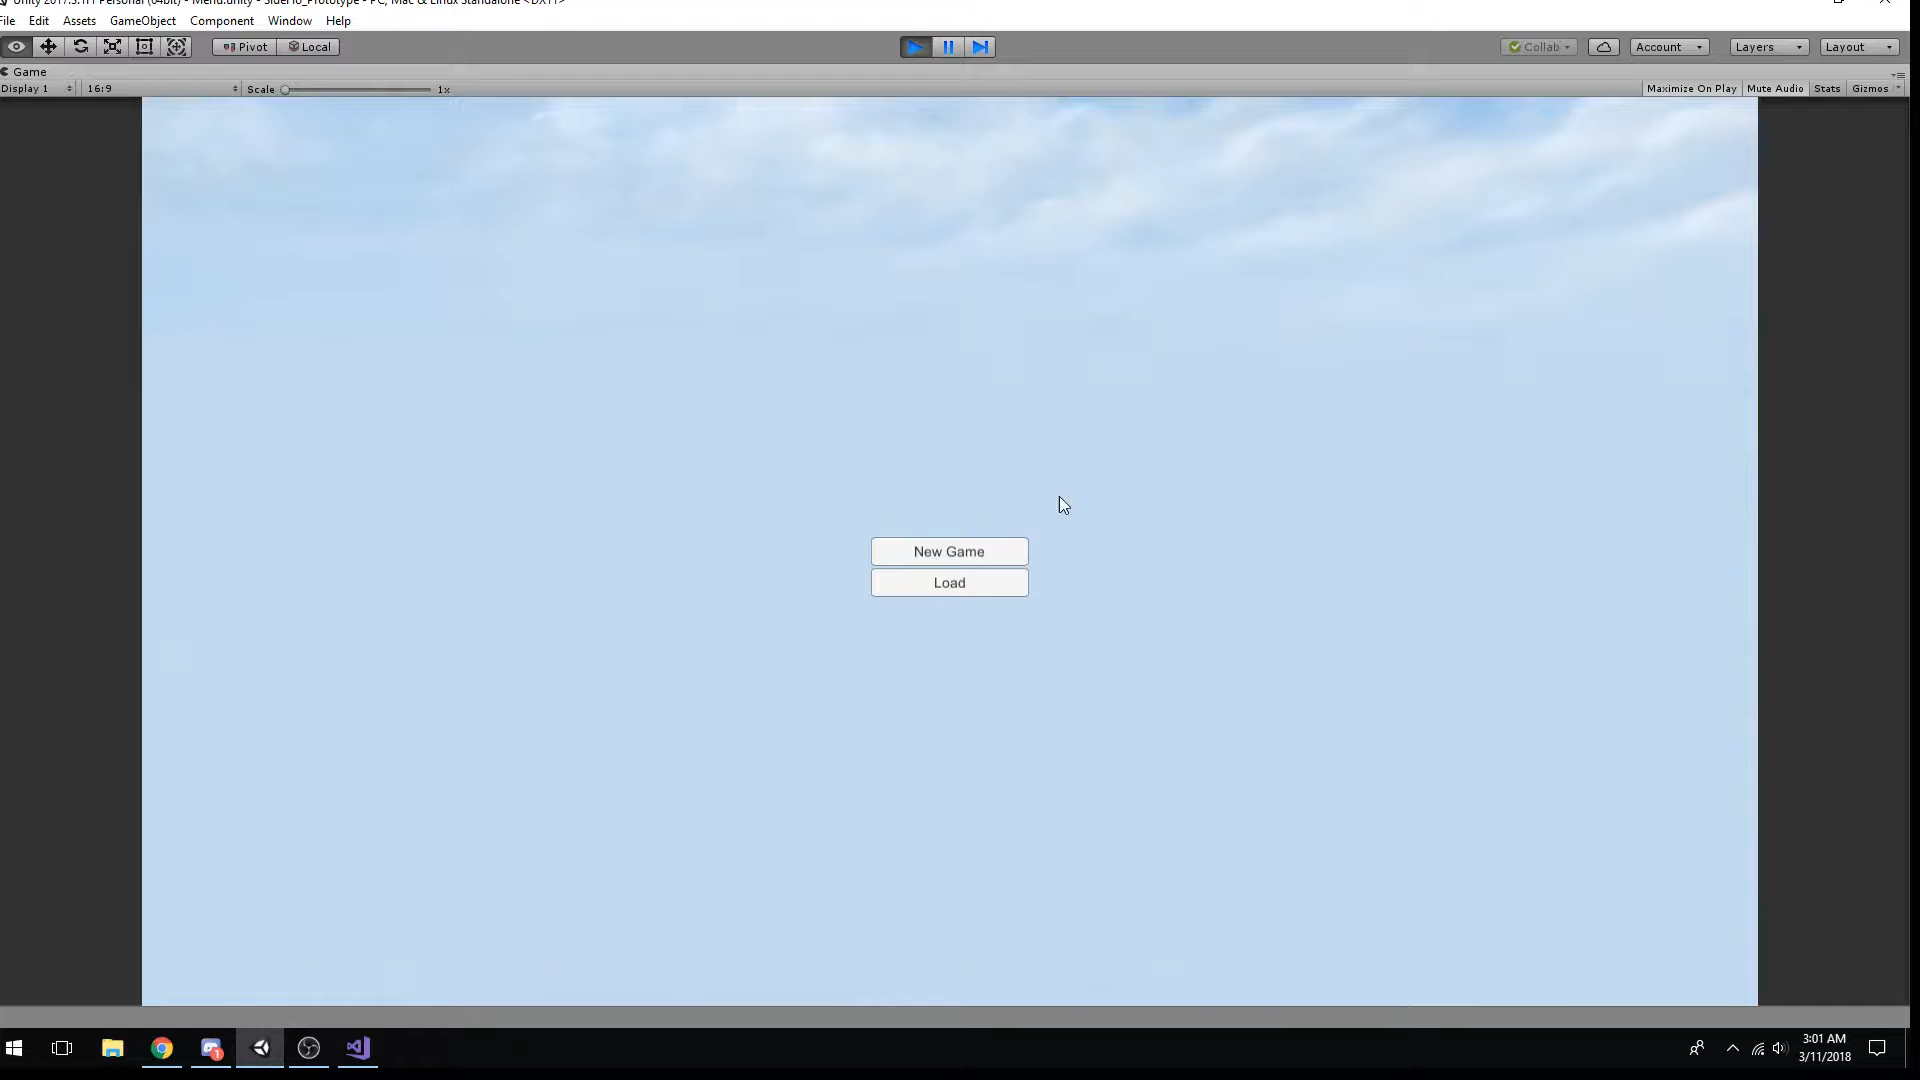 Edit Assets GameObject Component Window Help
Pivot Local Collab Account Layers Layout
Game
Display 1 16:9 Scale 1x Maximize On Play Mute Audio Stats Gizmos
New Game
Load
1
3:01 AM
3/11/2018